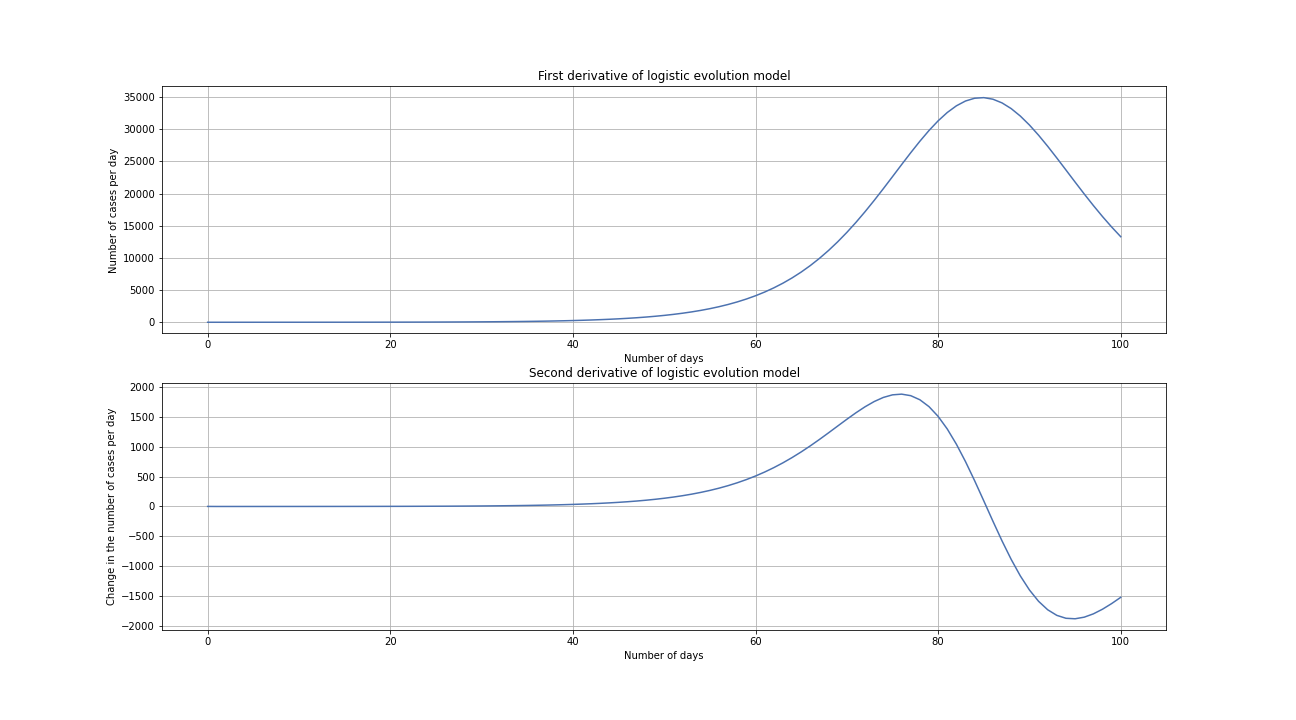 First derivative of logistic evolution model
35000
30000
25000
20000
15000
10000
5000
0
Number of cases per day
0 20 40 60 80 100
Number of days
Second derivative of logistic evolution model
2000
1500
1000
500
0
−500
−1000
−1500
−2000
Change in the number of cases per day
0 20 40 60 80 100
Number of days